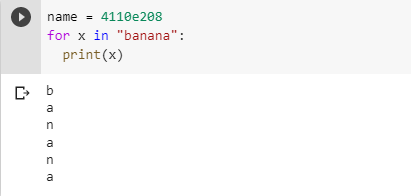 name = 4110e208
for x in "banana":
  print(x)
b
a
n
a
n
a